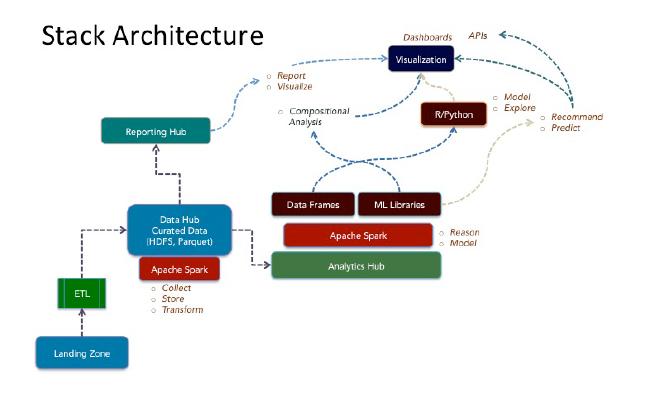 Stack Architecture
Dashboards
APIs
Visualization
Report
Visualize
Compositional
Analysis
R/Python
Model
Explore
Recommend
Predict
Reporting Hub
Data Frames
ML Libraries
Data Hub
Curated Data
(HDFS, Parquet)
Apache Spark
Reason
Model
Analytics Hub
Apache Spark
Collect
Store
Transform
ETL
Landing Zone